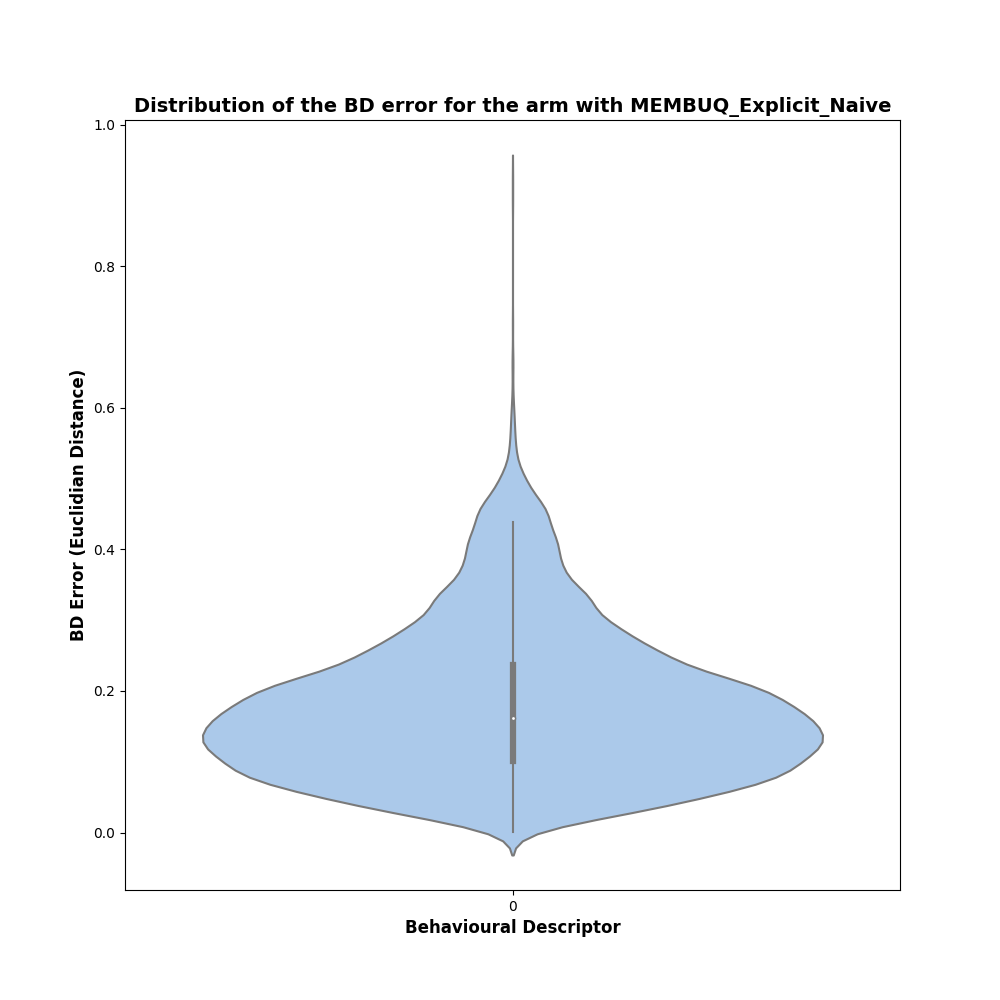 Distribution of the BD error for the arm with MEMBUQ_Explicit_Naive
1.0
0.8
0.6
0.4
0.2
0.0
BD Error (Euclidian Distance)
0
Behavioural Descriptor